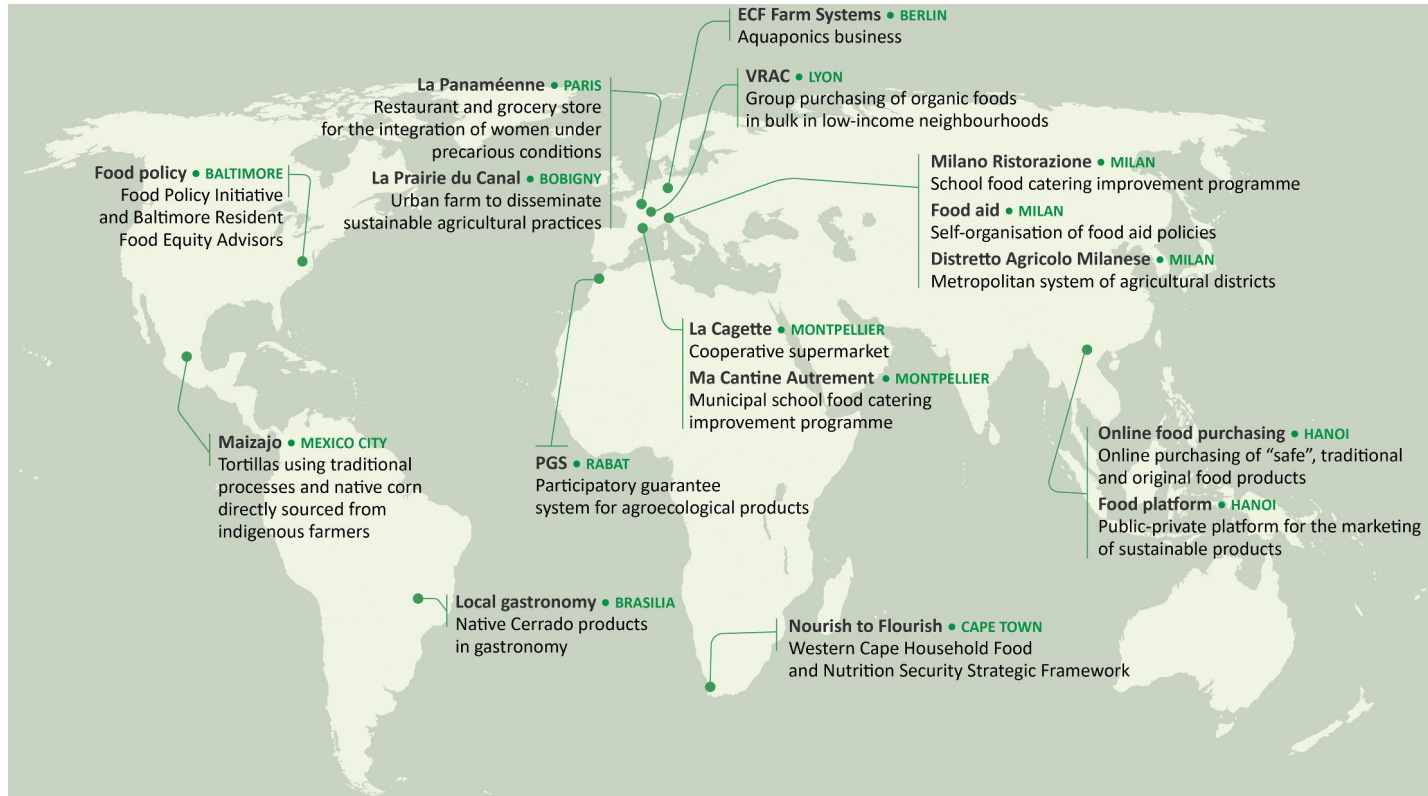 ECF Farm Systems • BERLIN
Aquaponics business
La Panaméenne • PARIS
Restaurant and grocery store
for the integration of women under
precarious conditions
La Prairie du Canal • BOBIGNY
Urban farm to disseminate
sustainable agricultural practices
VRAC • LYON
Group purchasing of organic foods
in bulk in low-income neighbourhoods
Food policy • BALTIMORE
Food Policy Initiative
and Baltimore Resident
Food Equity Advisors
Milano Ristorazione • MILAN
School food catering improvement programme
Food aid • MILAN
Self-organisation of food aid policies
Distretto Agricolo Milanese • MILAN
Metropolitan system of agricultural districts
La Cagette • MONTPELLIER
Cooperative supermarket
Ma Cantine Autrement • MONTPELLIER
Municipal school food catering
improvement programme
Maizajo • MEXICO CITY
Tortillas using traditional
processes and native corn
directly sourced from
indigenous farmers
PGS • RABAT
Participatory guarantee
system for agroecological products
Online food purchasing • HANOI
Online purchasing of “safe”, traditional
and original food products
Food platform • HANOI
Public-private platform for the marketing
of sustainable products
Local gastronomy • BRASILIA
Native Cerrado products
in gastronomy
Nourish to Flourish • CAPE TOWN
Western Cape Household Food
and Nutrition Security Strategic Framework